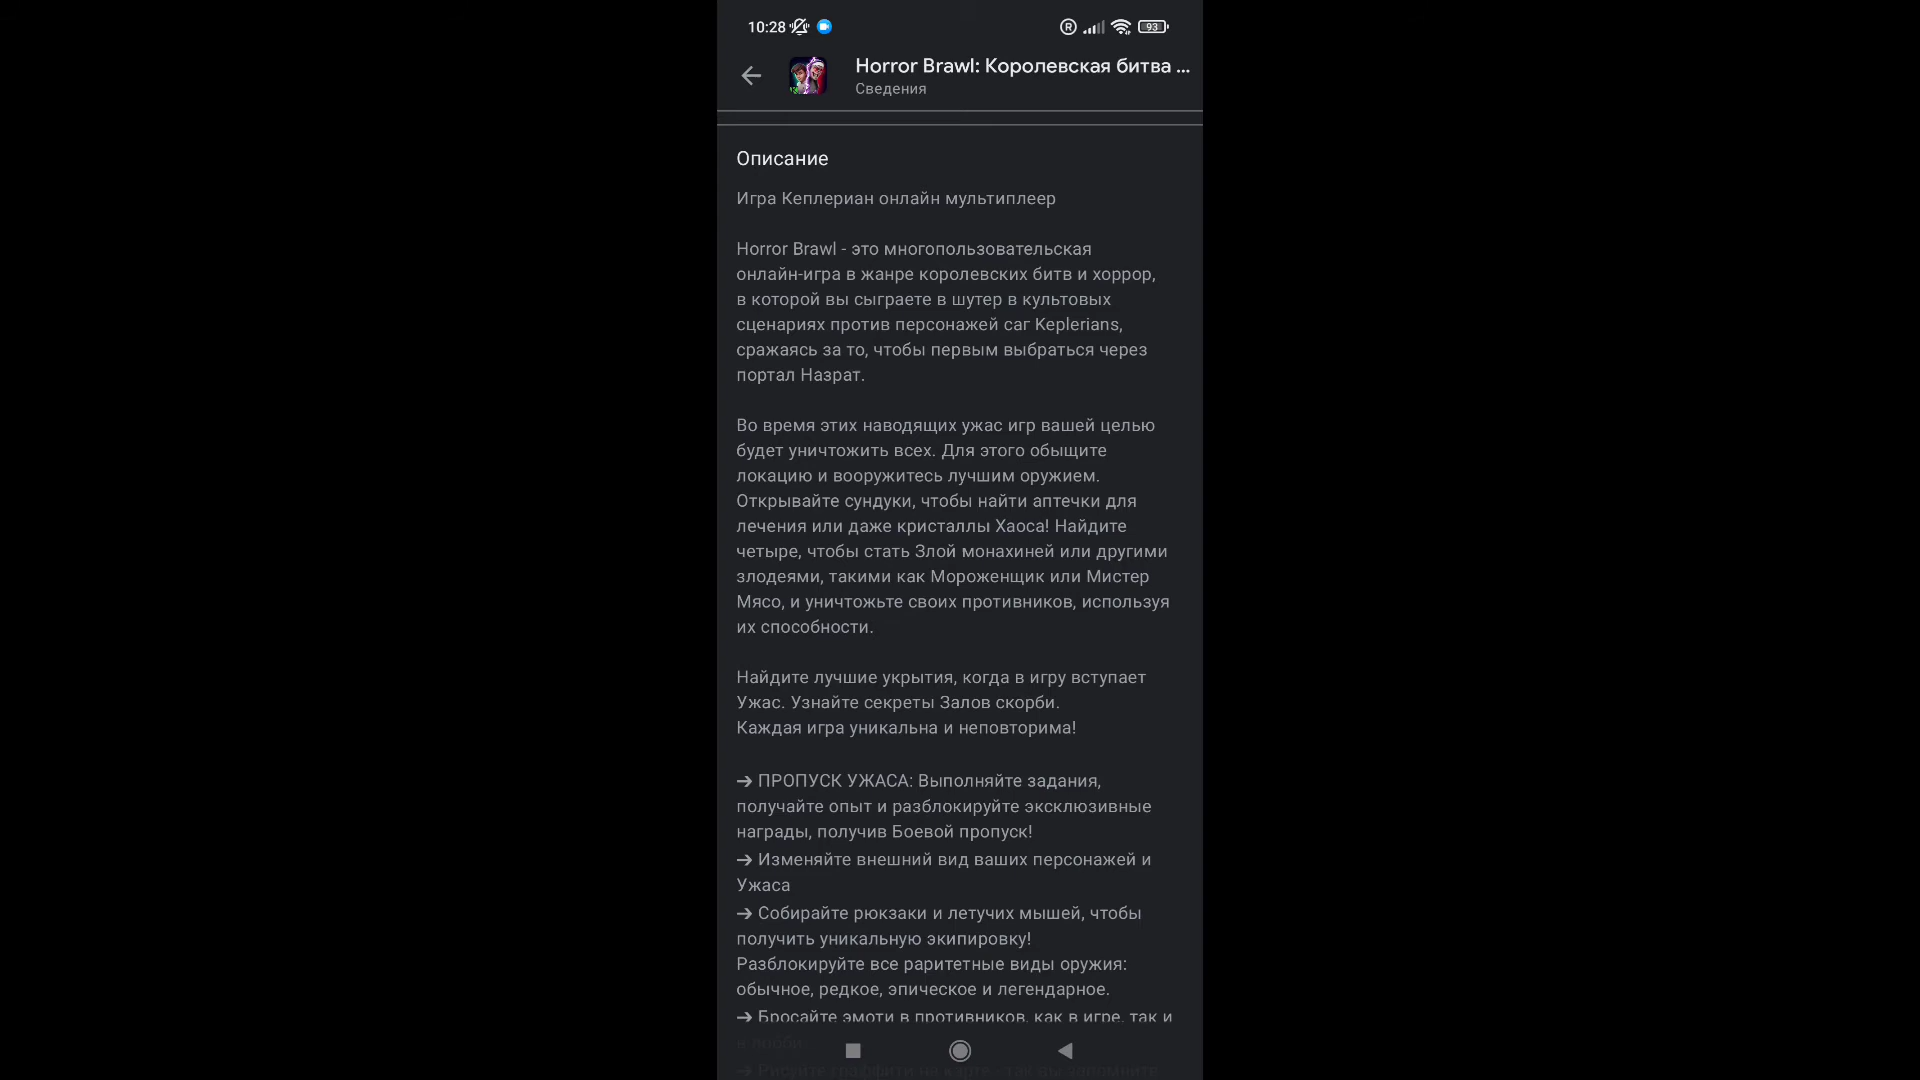 10:28
R
93
Horror Brawl: Королевская битва ...
Сведения
Описание
Игра Кеплериан онлайн мультиплеер
Horror Brawl - это многопользовательская
онлайн-игра в жанре королевских битв и хоррор,
в которой вы сыграете в шутер в культовых
сценариях против персонажей саг Keplerians,
сражаясь за то, чтобы первым выбраться через
портал Назрат.
Во время этих наводящих ужас игр вашей целью
будет уничтожить всех. Для этого обыщите
локацию и вооружитесь лучшим оружием.
Открывайте сундуки, чтобы найти аптечки для
лечения или даже кристаллы Хаоса! Найдите
четыре, чтобы стать Злой монахиней или другими
злодеями, такими как Мороженщик или Мистер
Мясо, и уничтожьте своих противников, используя
их способности.
Найдите лучшие укрытия, когда в игру вступает
Ужас. Узнайте секреты Залов скорби.
Каждая игра уникальна и неповторима!
➔ ПРОПУСК УЖАСА: Выполняйте задания,
получайте опыт и разблокируйте эксклюзивные
награды, получив Боевой пропуск!
➔ Изменяйте внешний вид ваших персонажей и
Ужаса
➔ Собирайте рюкзаки и летучих мышей, чтобы
получить уникальную экипировку!
Разблокируйте все раритетные виды оружия:
обычное, редкое, эпическое и легендарное.
➔ Бросайте эмоти в противников, как в игре, так и
в лобби.
➔ Рисуйте граффити на карте